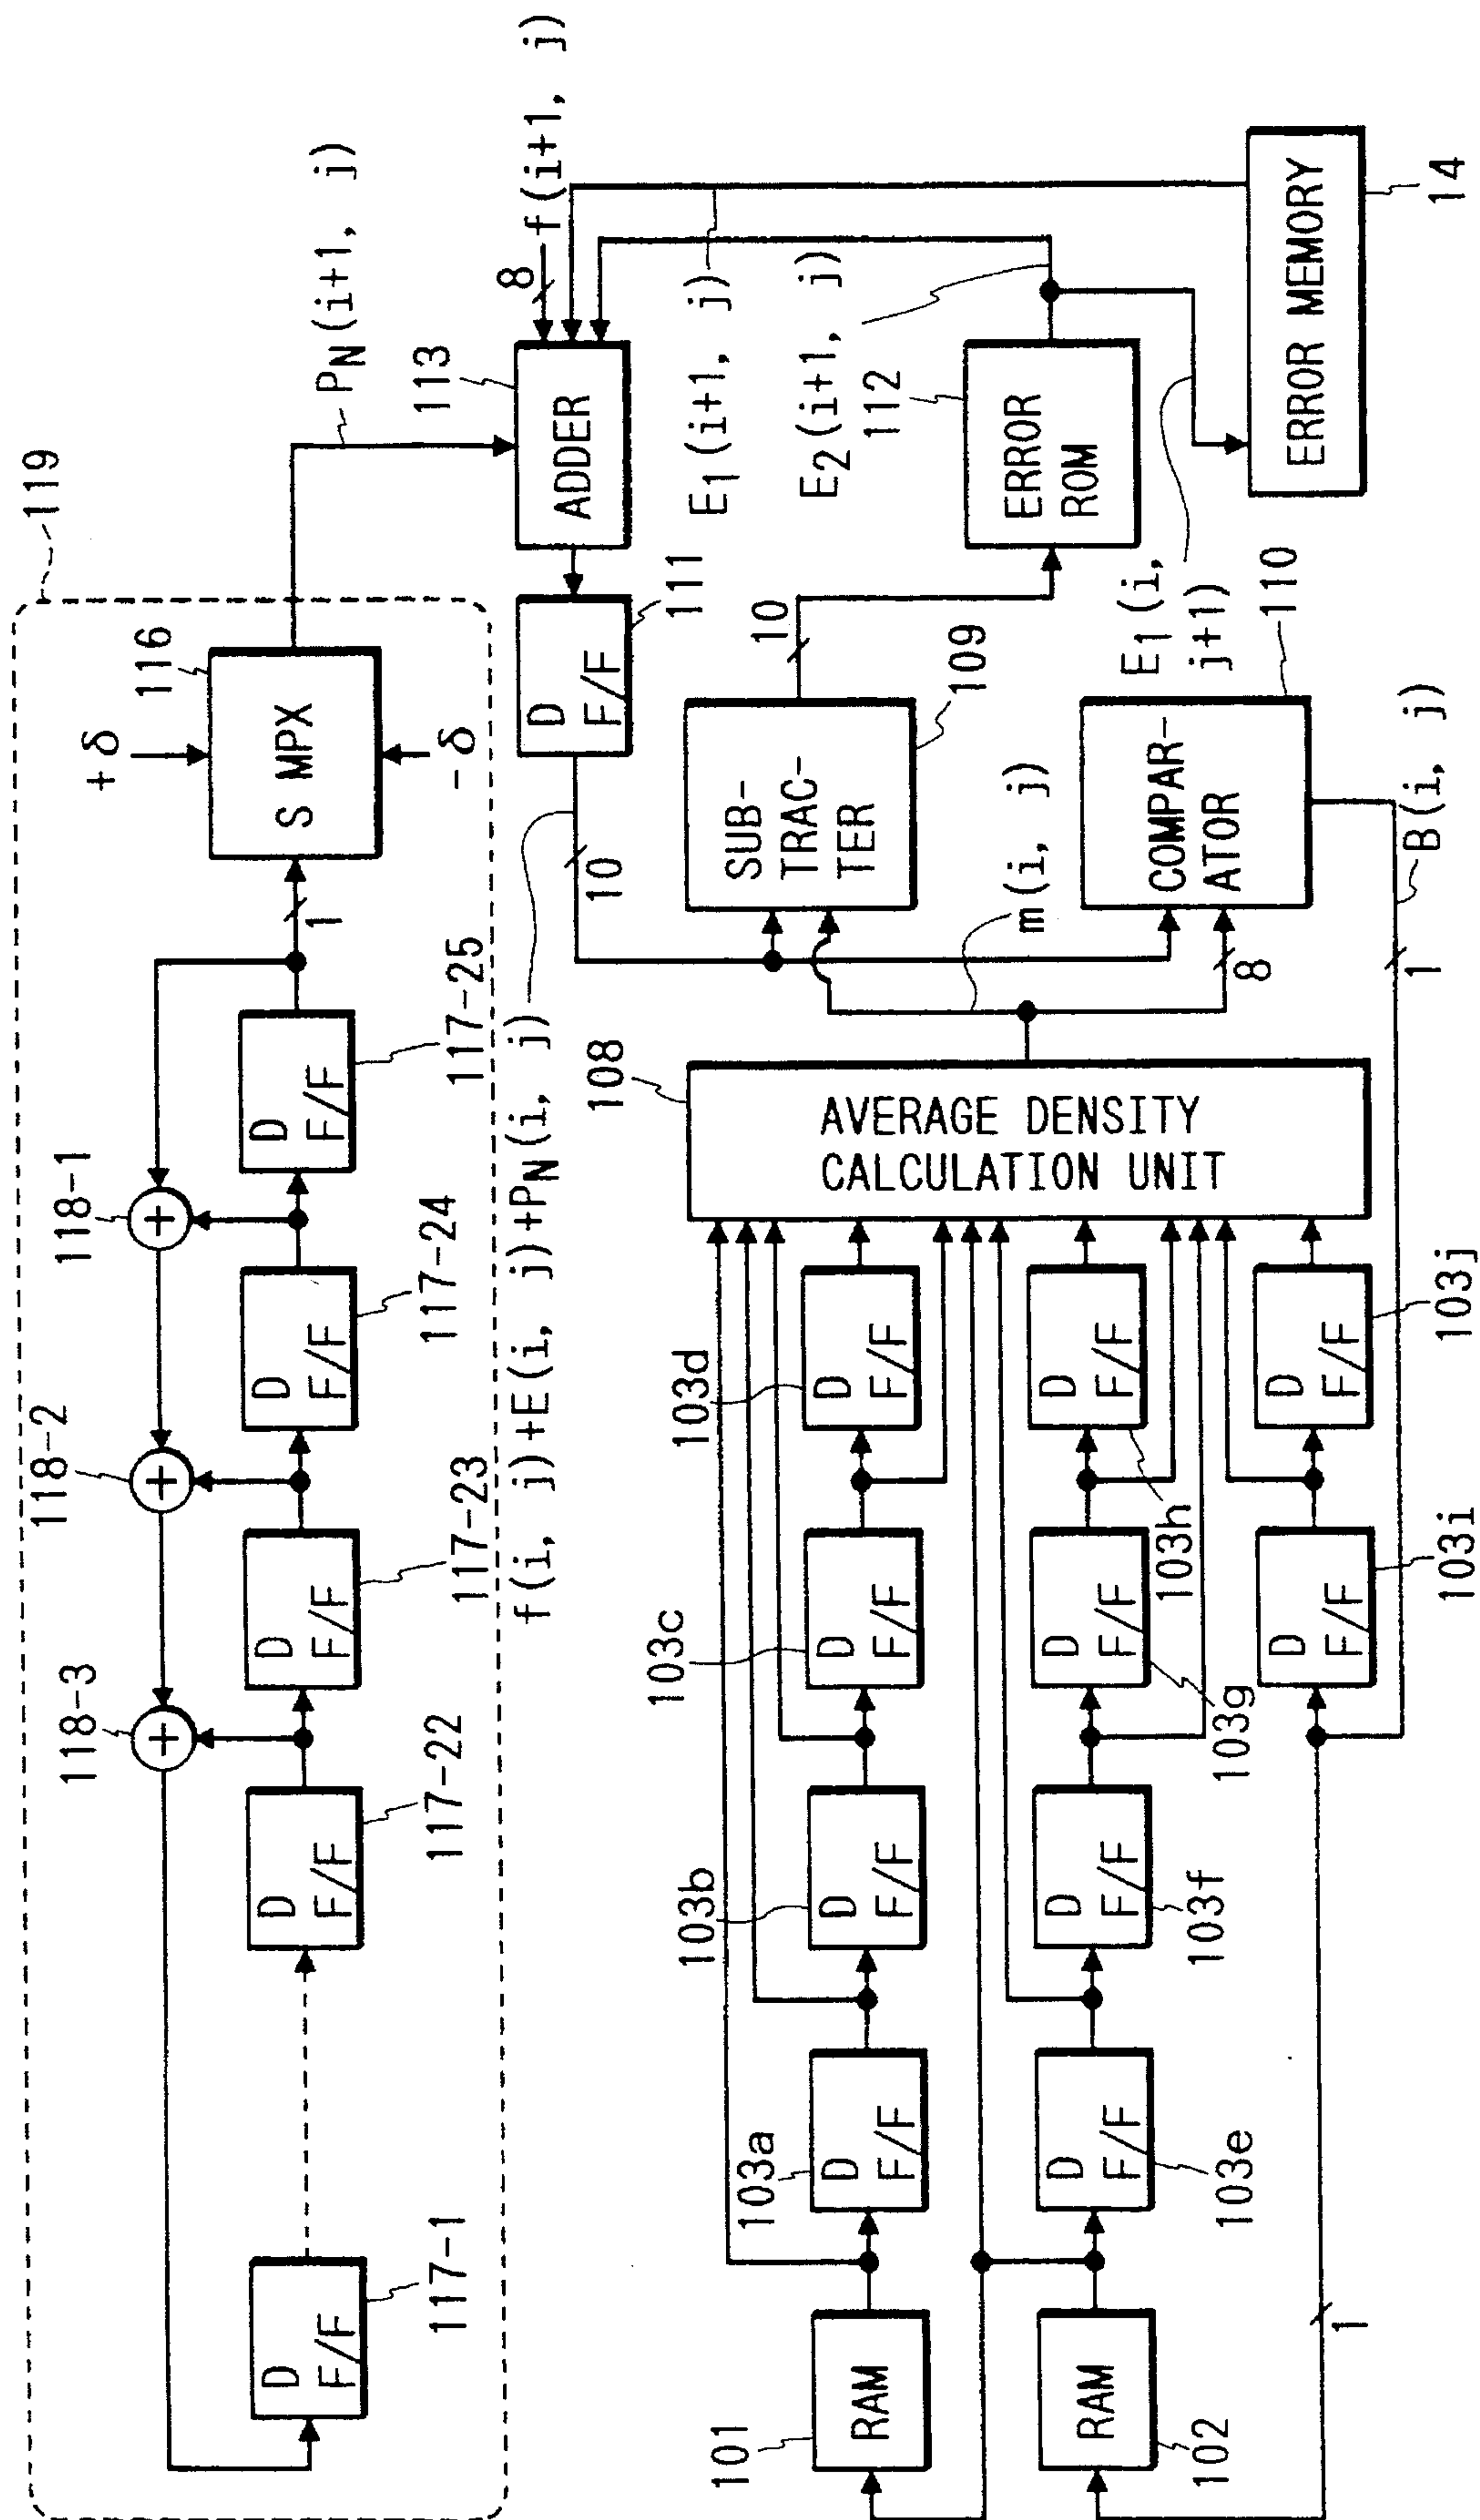 119
116
+δ
S MPX
-δ
1
P_N(i+1, j)
118-1
118-2
118-3
D F/F
117-25
D F/F
117-24
D F/F
117-23
D F/F
117-22
D F/F
117-1
113
ADDER
8
f(i+1, j)
D F/F
111
10
f(i, j)+E(i, j)+P_N(i, j)
E_1(i+1, j)
E_2(i+1, j)
112
ERROR
ROM
10
SUB-
TRAC-
TER
109
m(i, j)
E_1(i,
j+1)
110
COMPAR-
ATOR
8
ERROR MEMORY
14
B(i, j)
1
108
AVERAGE DENSITY
CALCULATION UNIT
101
RAM
103a
D F/F
103b
D F/F
103c
D F/F
103d
D F/F
102
RAM
103e
D F/F
103f
D F/F
103g
D F/F
103h
D F/F
1
103i
D F/F
103j
D F/F